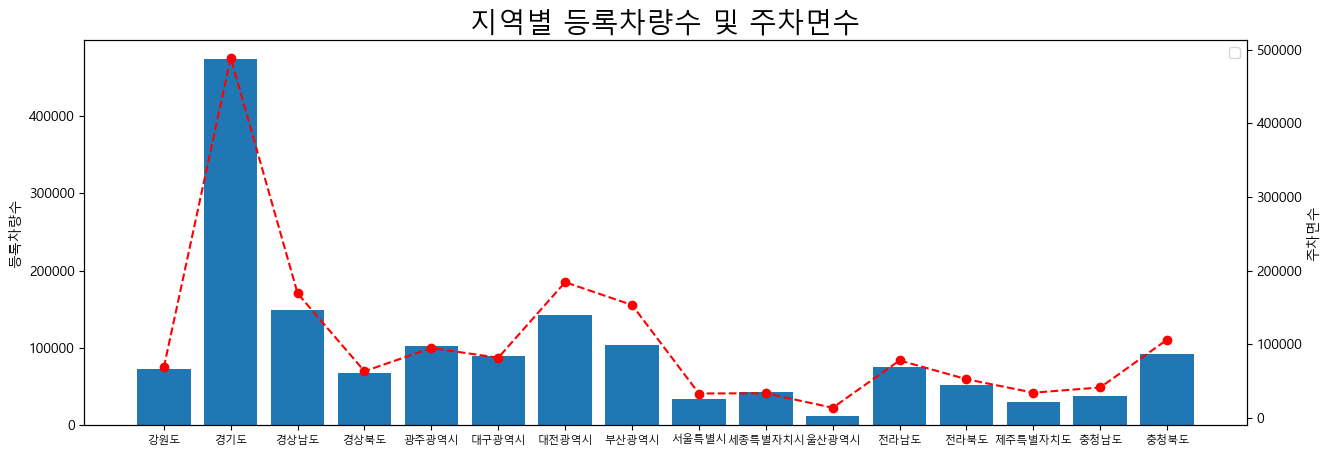 지역별 등록차량수 및 주차면수
등록차량수
400000
300000
200000
100000
0
500000
400000
300000
200000
100000
0
주차면수
강원도 경기도 경상남도 경상북도 광주광역시 대구광역시 대전광역시 부산광역시 서울특별시 세종특별자치시 울산광역시 전라남도 전라북도 제주특별자치도 충청남도 충청북도